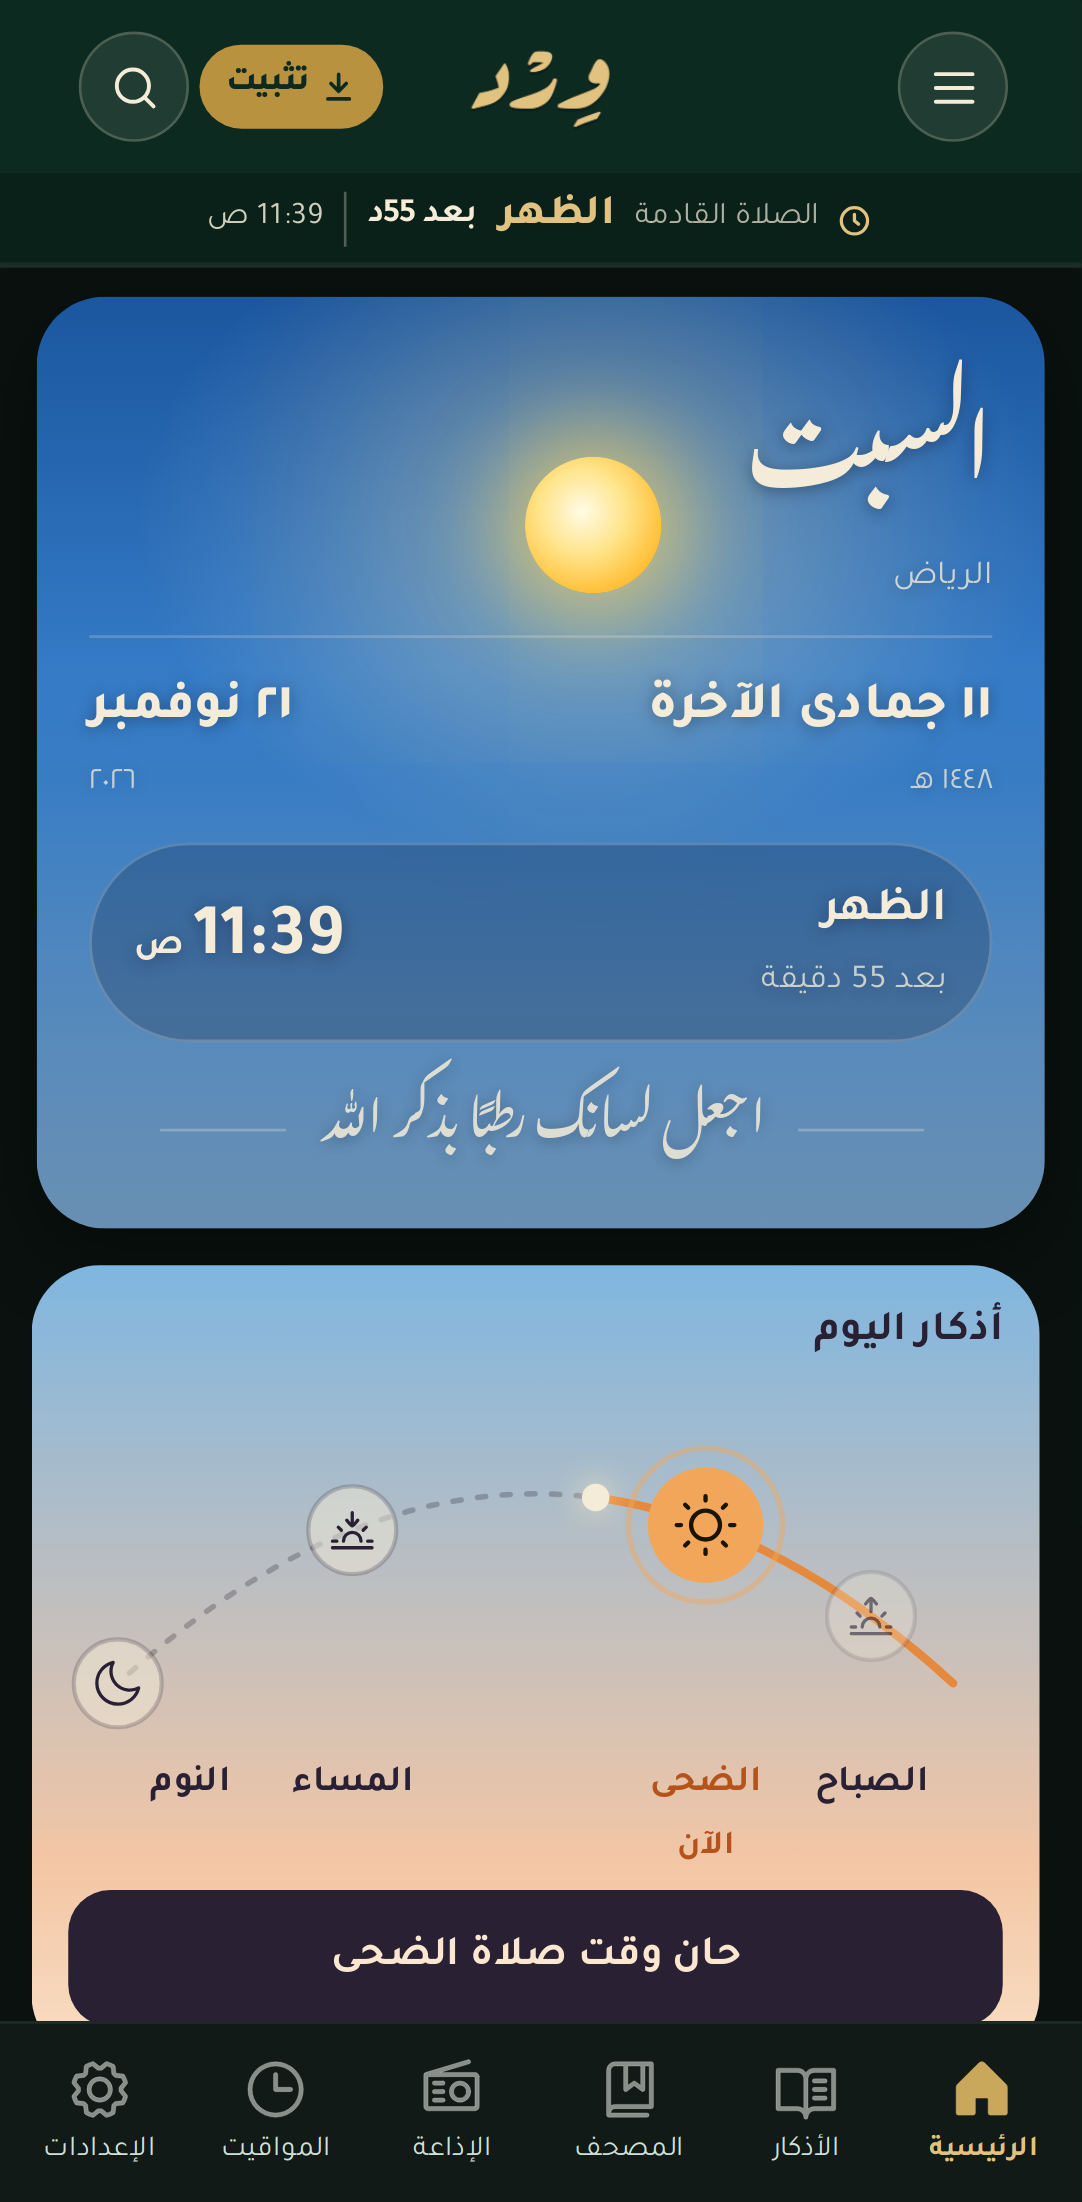 وِرْد
تثبيت
الصلاة القادمة الظهر بعد 55د 11:39 ص
السبت
الرياض
١١ جمادى الآخرة
٢١ نوفمبر
١٤٤٨ هـ
٢٠٢٦
الظهر
11:39 ص
بعد 55 دقيقة
اجعل لسانك رطبًا بذكر الله
أذكار اليوم
الصباح
الضحى
المساء
النوم
الآن
حان وقت صلاة الضحى
الرئيسية
الأذكار
المصحف
الإذاعة
المواقيت
الإعدادات